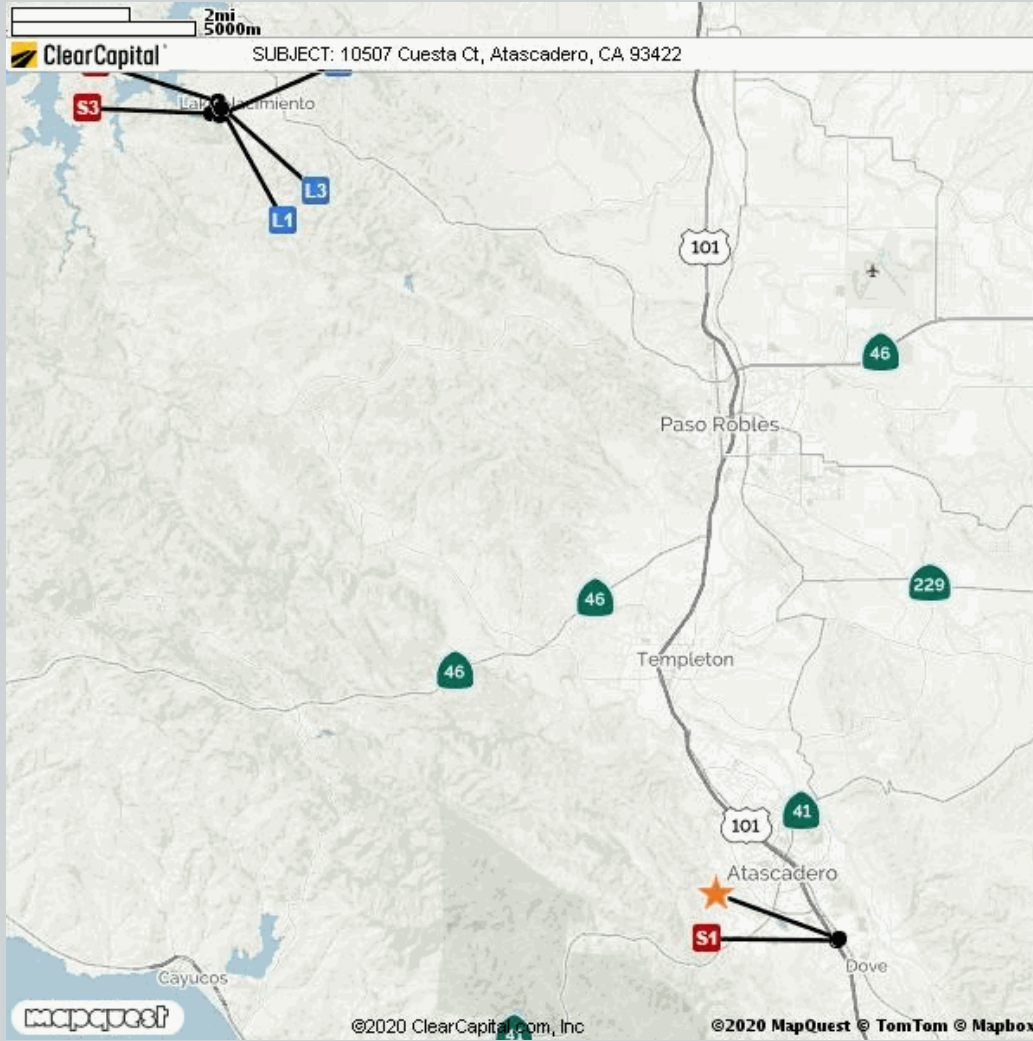 2mi
5000m
ClearCapital
SUBJECT: 10507 Cuesta Ct, Atascadero, CA 93422
S3
L3
L1
101
46
Paso Robles
46
229
46
Templeton
41
101
Atascadero
S1
Dove
Cayucos
mapquest
©2020 ClearCapital.com, Inc
41
©2020 MapQuest © TomTom © Mapbox